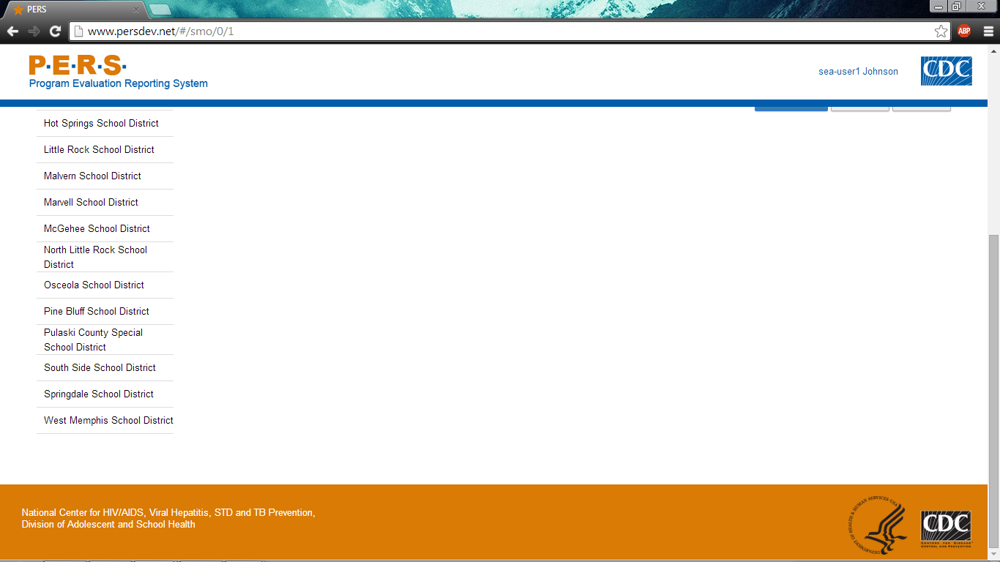 PERS
www.persdev.net/#/smo/0/1
ABP
P·E·R·S·
Program Evaluation Reporting System
sea-user1 Johnson
CDC
Hot Springs School District
Little Rock School District
Malvern School District
Marvell School District
McGehee School District
North Little Rock School
District
Osceola School District
Pine Bluff School District
Pulaski County Special
School District
South Side School District
Springdale School District
West Memphis School District
National Center for HIV/AIDS, Viral Hepatitis, STD and TB Prevention,
Division of Adolescent and School Health
DEPARTMENT OF HEALTH & HUMAN SERVICES·USA
CDC
CENTERS FOR DISEASE
CONTROL AND PREVENTION